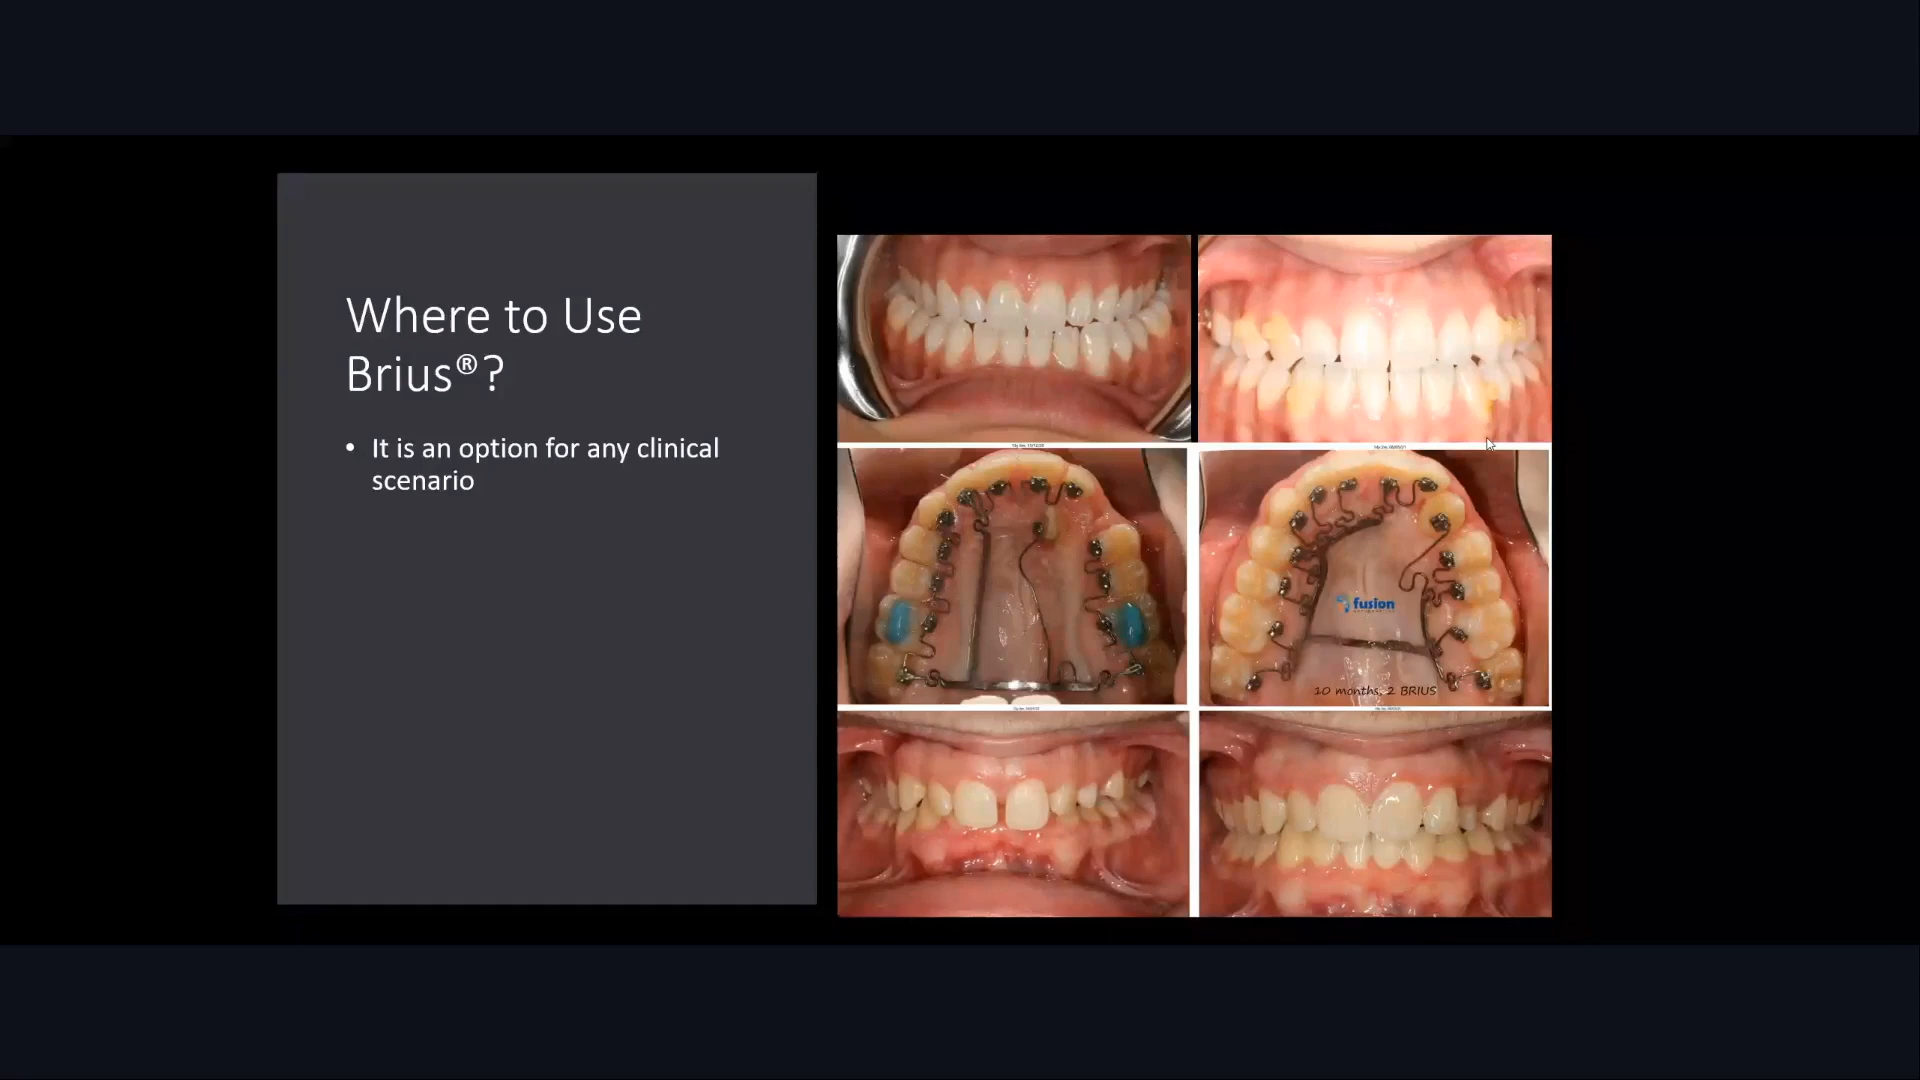 Where to Use
Brius®?
• It is an option for any clinical
scenario
fusion
10 months, 2 BRIUS